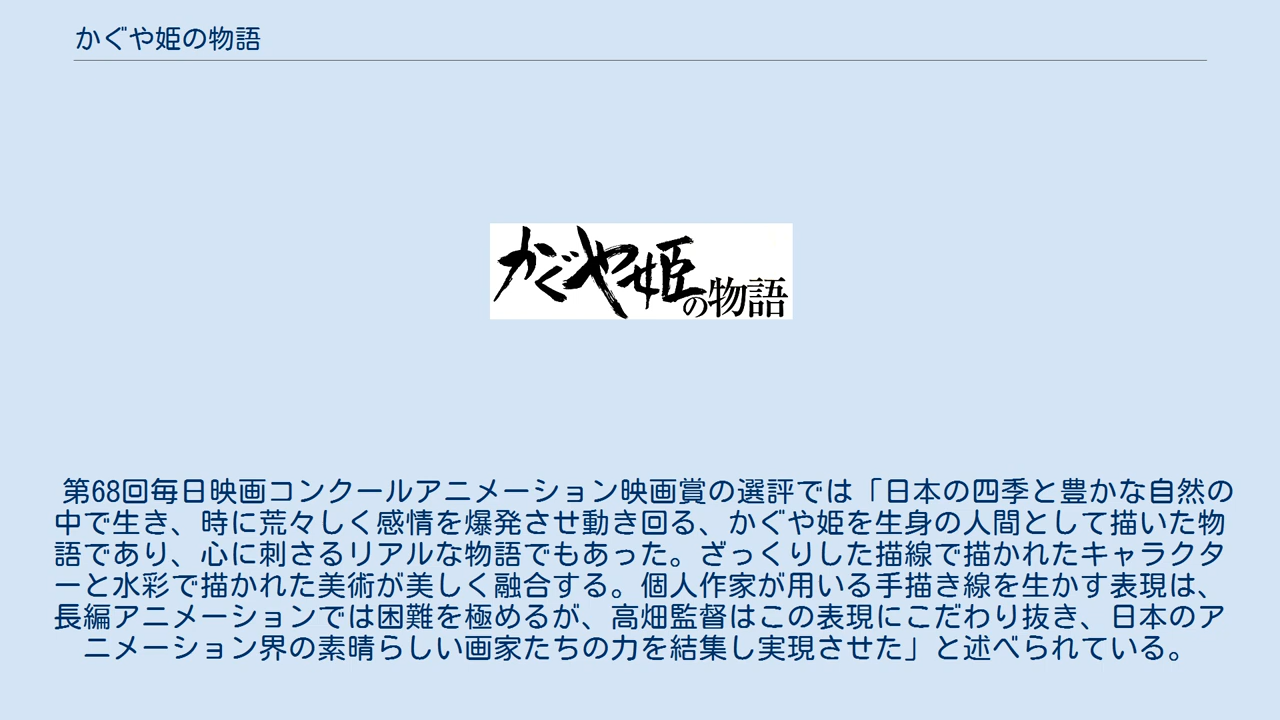 かぐや姫の物語
かぐや姫の物語
第68回毎日映画コンクールアニメーション映画賞の選評では「日本の四季と豊かな自然の
中で生き、時に荒々しく感情を爆発させ動き回る、かぐや姫を生身の人間として描いた物
語であり、心に刺さるリアルな物語でもあった。ざっくりした描線で描かれたキャラクタ
ーと水彩で描かれた美術が美しく融合する。個人作家が用いる手描き線を生かす表現は、
長編アニメーションでは困難を極めるが、高畑監督はこの表現にこだわり抜き、日本のア
ニメーション界の素晴らしい画家たちの力を結集し実現させた」と述べられている。